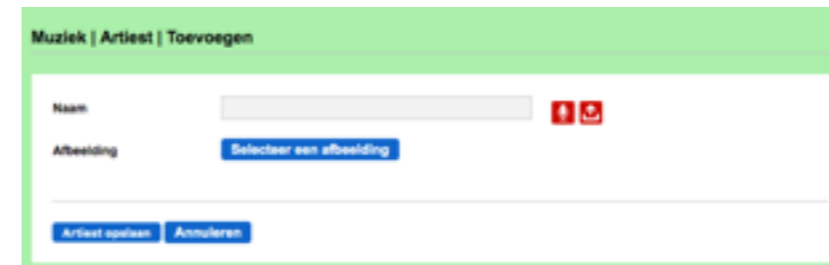 Muziek | Artiest | Toevoegen
Naam
Afbeelding Selecteer een afbeelding
Artiest opslaan Annuleren